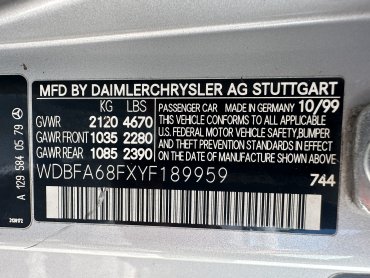 MFD BY DAIMLERCHRYSLER AG STUTTGART
KG LBS
GVWR 2120 4670
GAWR FRONT 1035 2280
GAWR REAR 1085 2390
PASSENGER CAR MADE IN GERMANY 10/99
THIS VEHICLE CONFORMS TO ALL APPLICABLE
U.S. FEDERAL MOTOR VEHICLE SAFETY, BUMPER
AND THEFT PREVENTION STANDARDS IN EFFECT
ON THE DATE OF MANUFACTURE SHOWN ABOVE.
WDBFA68FXYF189959
744
A 129 584 05 79